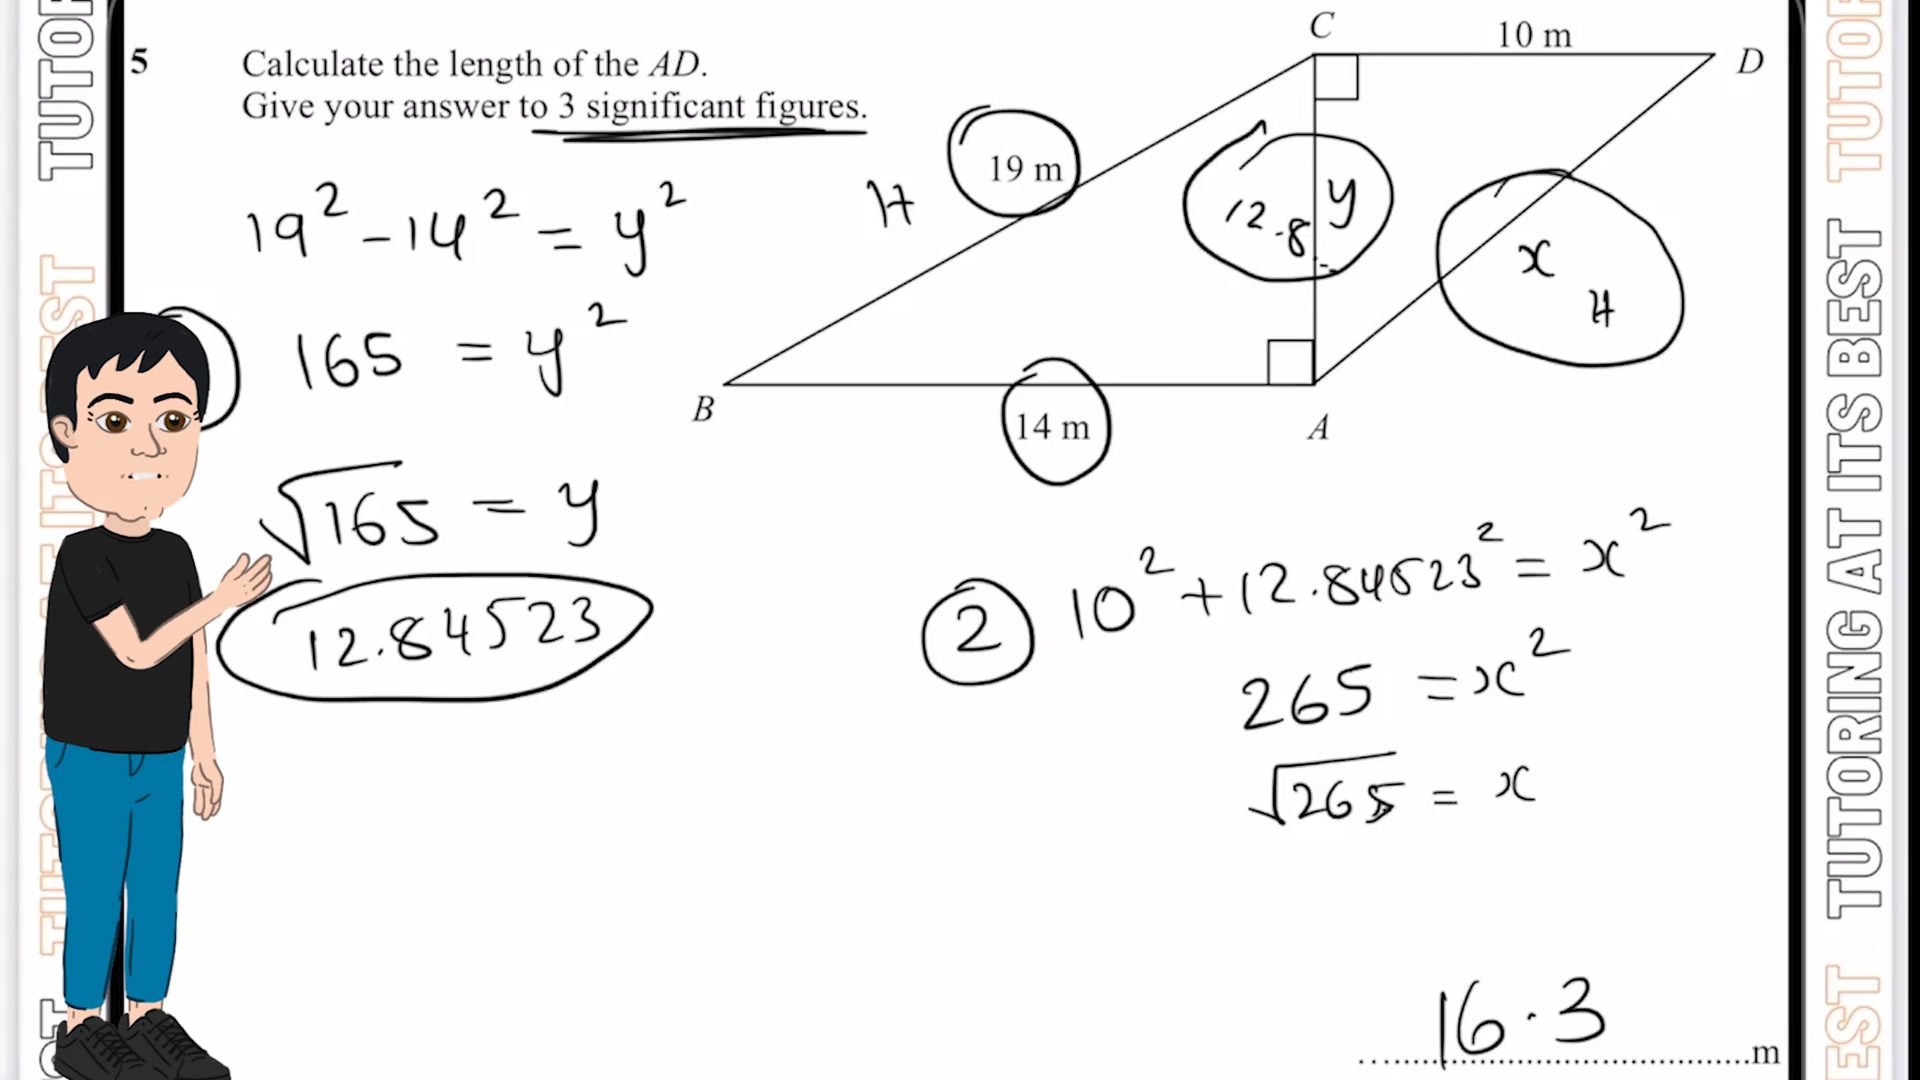 5 Calculate the length of the AD.
Give your answer to 3 significant figures.
19² - 14² = y²
165 = y²
√165 = y
12.84523
C
10 m
D
19 m
H
12.8..
y
x
H
B
14 m
A
2 10² + 12.84523² = x²
265 = x²
√265 = x
16.3
m
TUTOR
TUTOR
TUTORING AT ITS BEST
EST